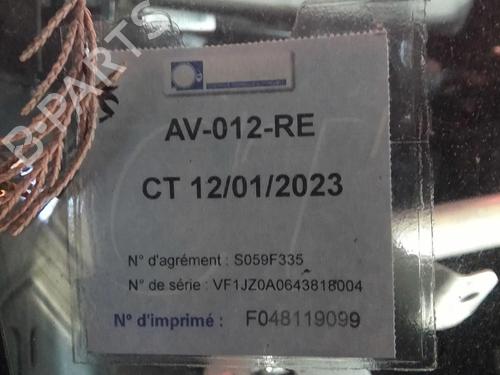 B-PARTS
AV-012-RE
CT 12/01/2023
N° d'agrément : S059F335
N° de série : VF1JZ0A0643818004
N° d'imprimé : F048119099